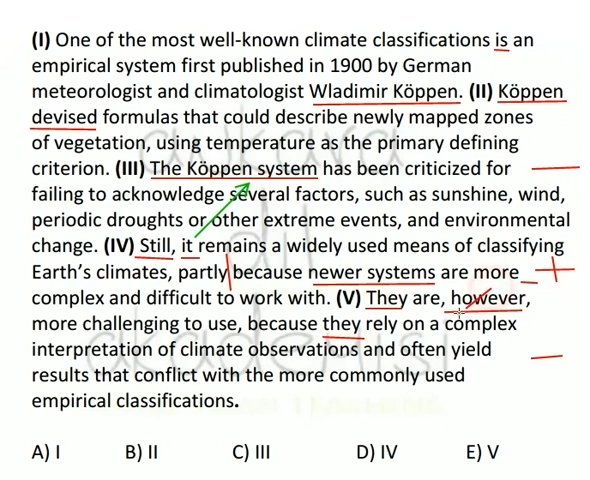 (I) One of the most well-known climate classifications is an
empirical system first published in 1900 by German
meteorologist and climatologist Wladimir Köppen. (II) Köppen
devised formulas that could describe newly mapped zones
of vegetation, using temperature as the primary defining
criterion. (III) The Köppen system has been criticized for
failing to acknowledge several factors, such as sunshine, wind,
periodic droughts or other extreme events, and environmental
change. (IV) Still, it remains a widely used means of classifying
Earth's climates, partly because newer systems are more
complex and difficult to work with. (V) They are, however,
more challenging to use, because they rely on a complex
interpretation of climate observations and often yield
results that conflict with the more commonly used
empirical classifications.
A) I B) II C) III D) IV E) V
ankara
dil
akademisi